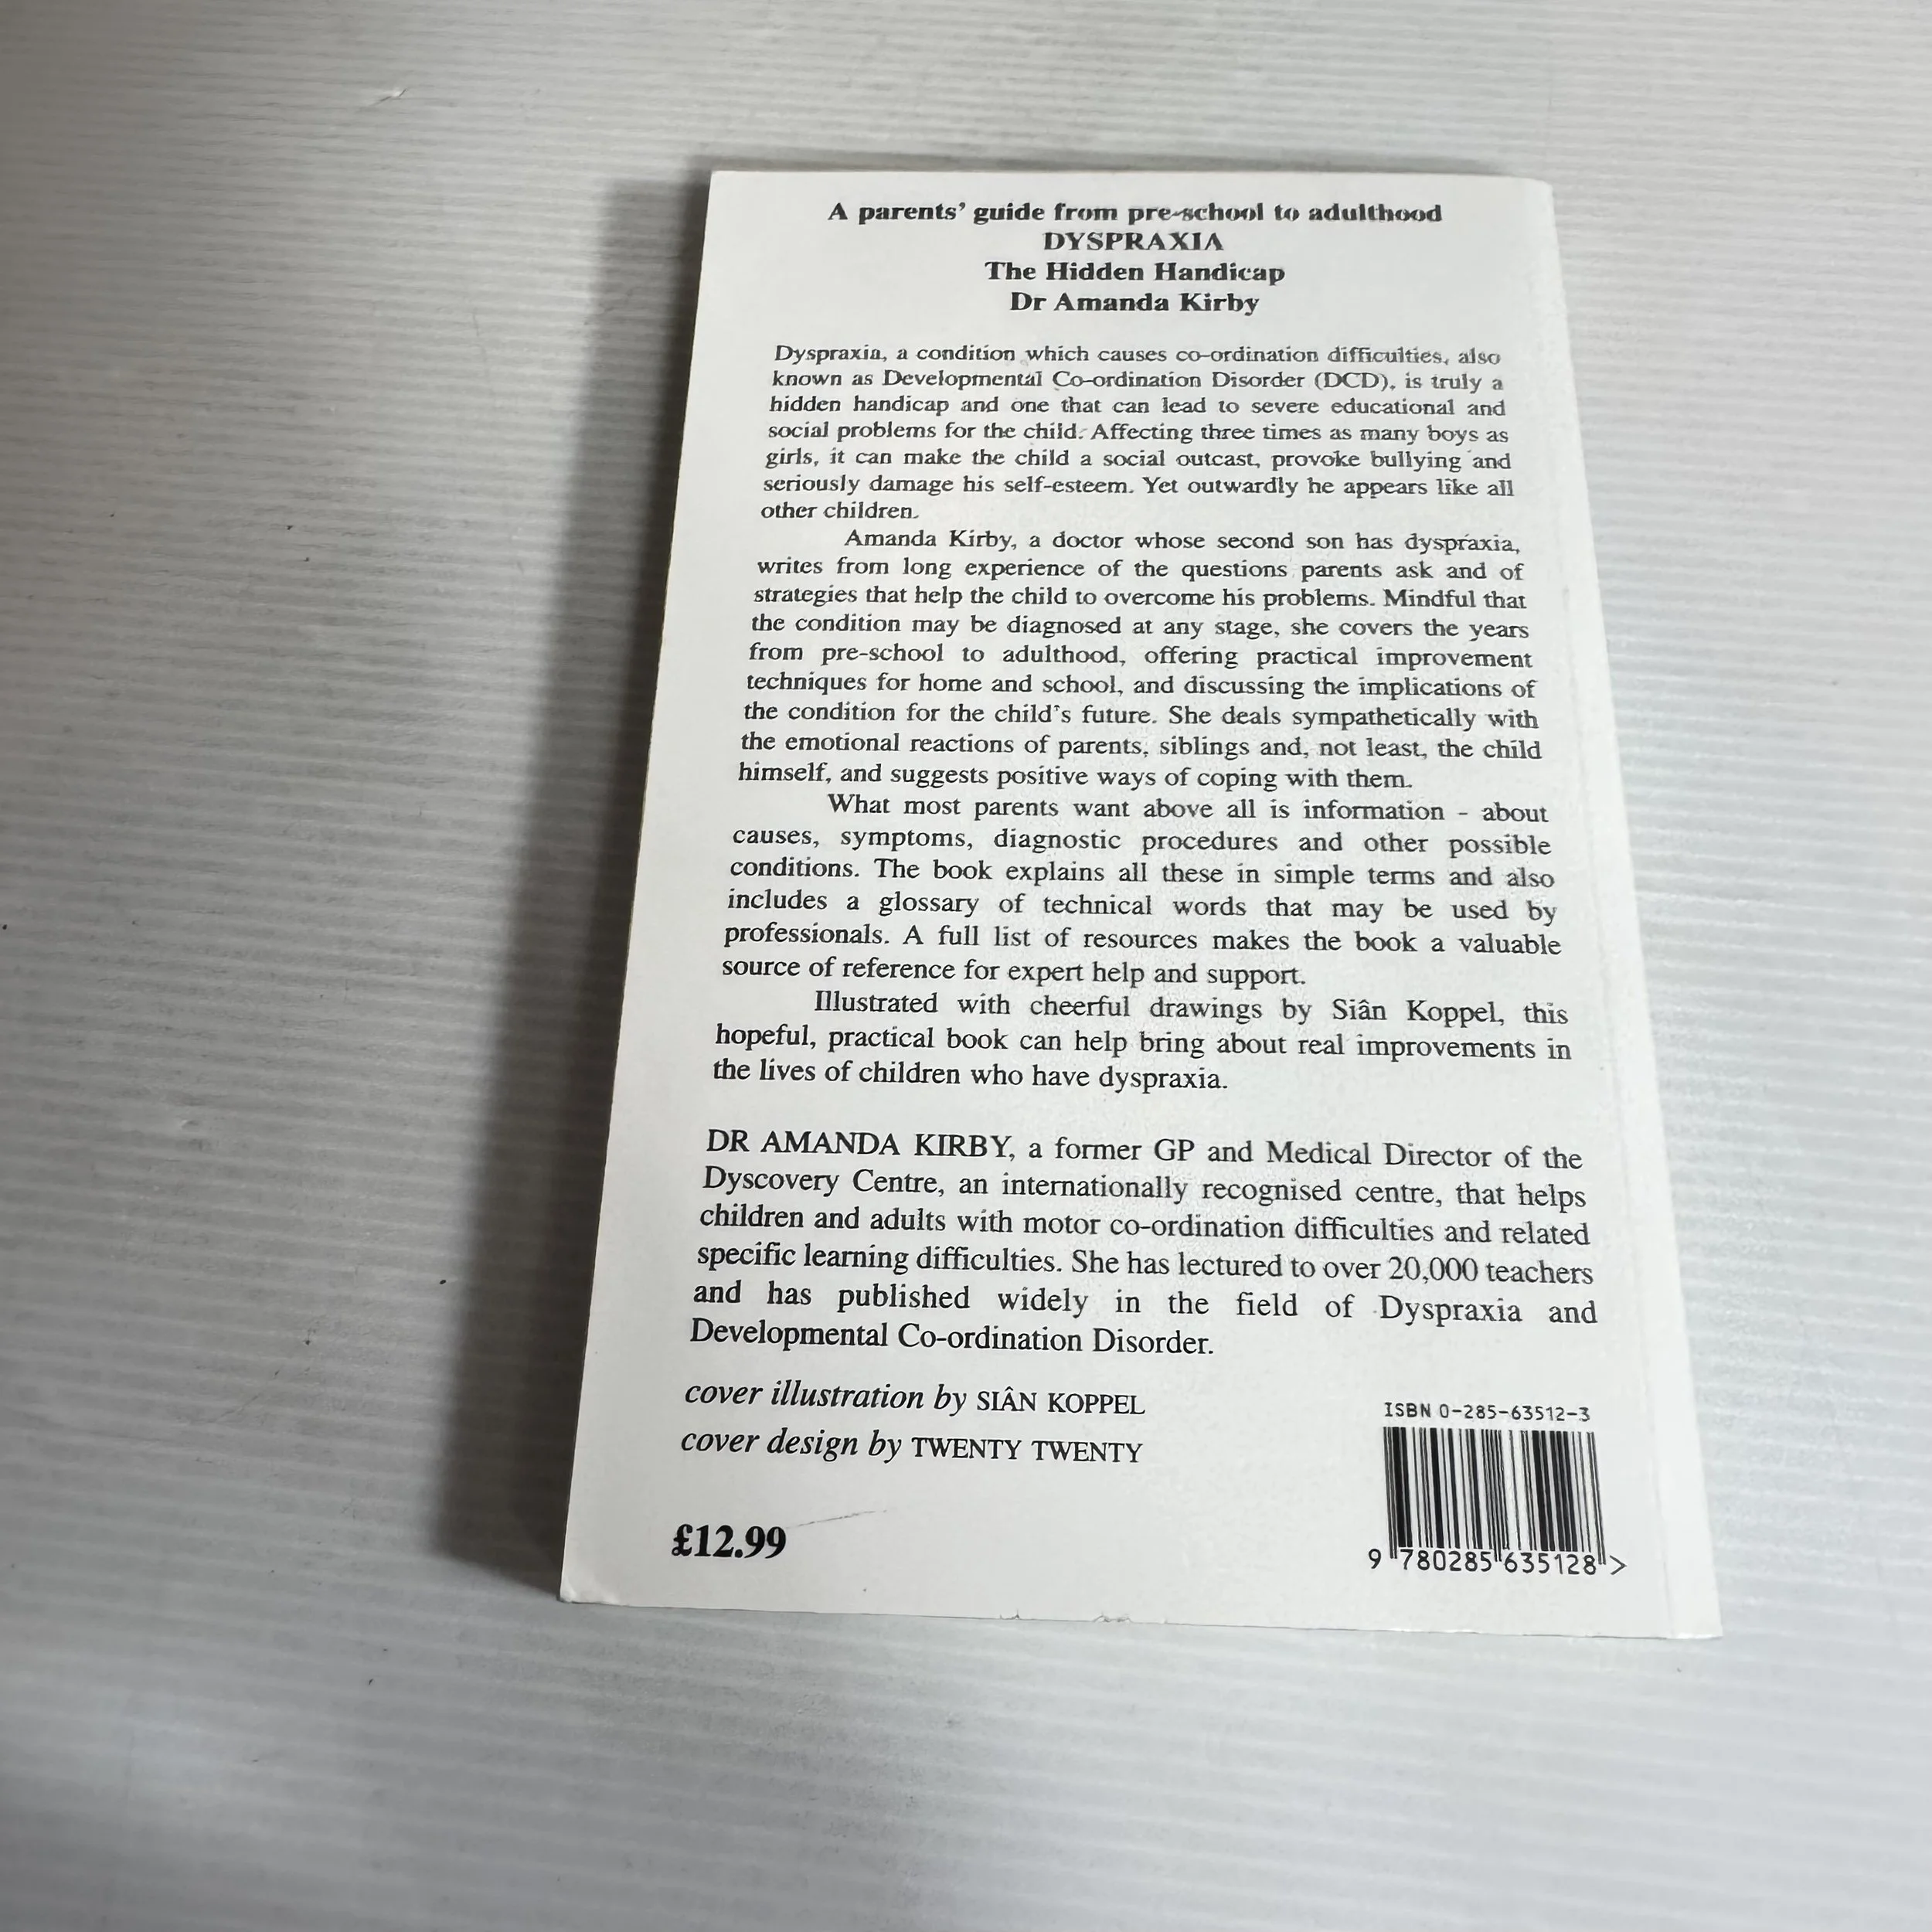 A parents' guide from pre-school to adulthood
DYSPRAXIA
The Hidden Handicap
Dr Amanda Kirby
Dyspraxia, a condition which causes co-ordination difficulties, also
known as Developmental Co-ordination Disorder (DCD), is truly a
hidden handicap and one that can lead to severe educational and
social problems for the child. Affecting three times as many boys as
girls, it can make the child a social outcast, provoke bullying and
seriously damage his self-esteem. Yet outwardly he appears like all
other children.
Amanda Kirby, a doctor whose second son has dyspraxia,
writes from long experience of the questions parents ask and of
strategies that help the child to overcome his problems. Mindful that
the condition may be diagnosed at any stage, she covers the years
from pre-school to adulthood, offering practical improvement
techniques for home and school, and discussing the implications of
the condition for the child's future. She deals sympathetically with
the emotional reactions of parents, siblings and, not least, the child
himself, and suggests positive ways of coping with them.
What most parents want above all is information - about
causes, symptoms, diagnostic procedures and other possible
conditions. The book explains all these in simple terms and also
includes a glossary of technical words that may be used by
professionals. A full list of resources makes the book a valuable
source of reference for expert help and support.
Illustrated with cheerful drawings by Siân Koppel, this
hopeful, practical book can help bring about real improvements in
the lives of children who have dyspraxia.
DR AMANDA KIRBY, a former GP and Medical Director of the
Dyscovery Centre, an internationally recognised centre, that helps
children and adults with motor co-ordination difficulties and related
specific learning difficulties. She has lectured to over 20,000 teachers
and has published widely in the field of Dyspraxia and
Developmental Co-ordination Disorder.
cover illustration by SIÂN KOPPEL
cover design by TWENTY TWENTY
£12.99
ISBN 0-285-63512-3
9 780285 635128 >